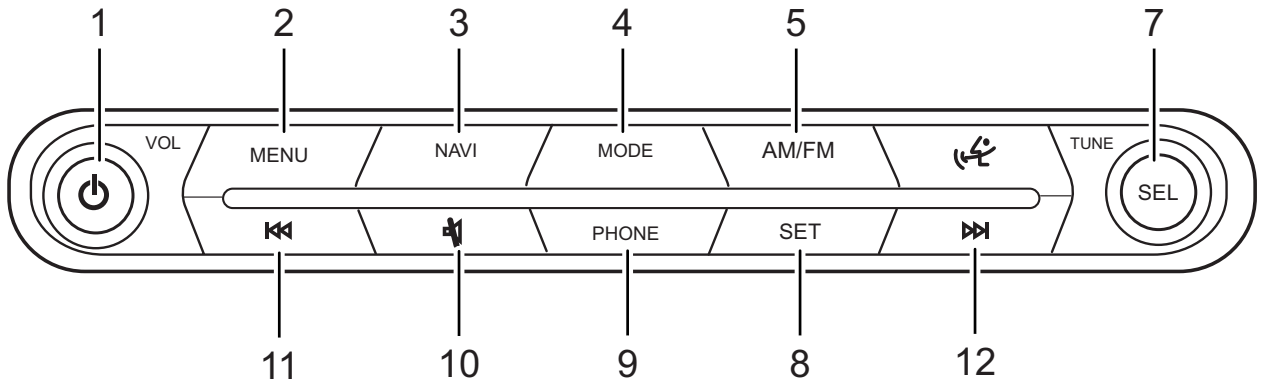 1 2 3 4 5 7
VOL MENU NAVI MODE AM/FM TUNE
SEL
PHONE SET
11 10 9 8 12